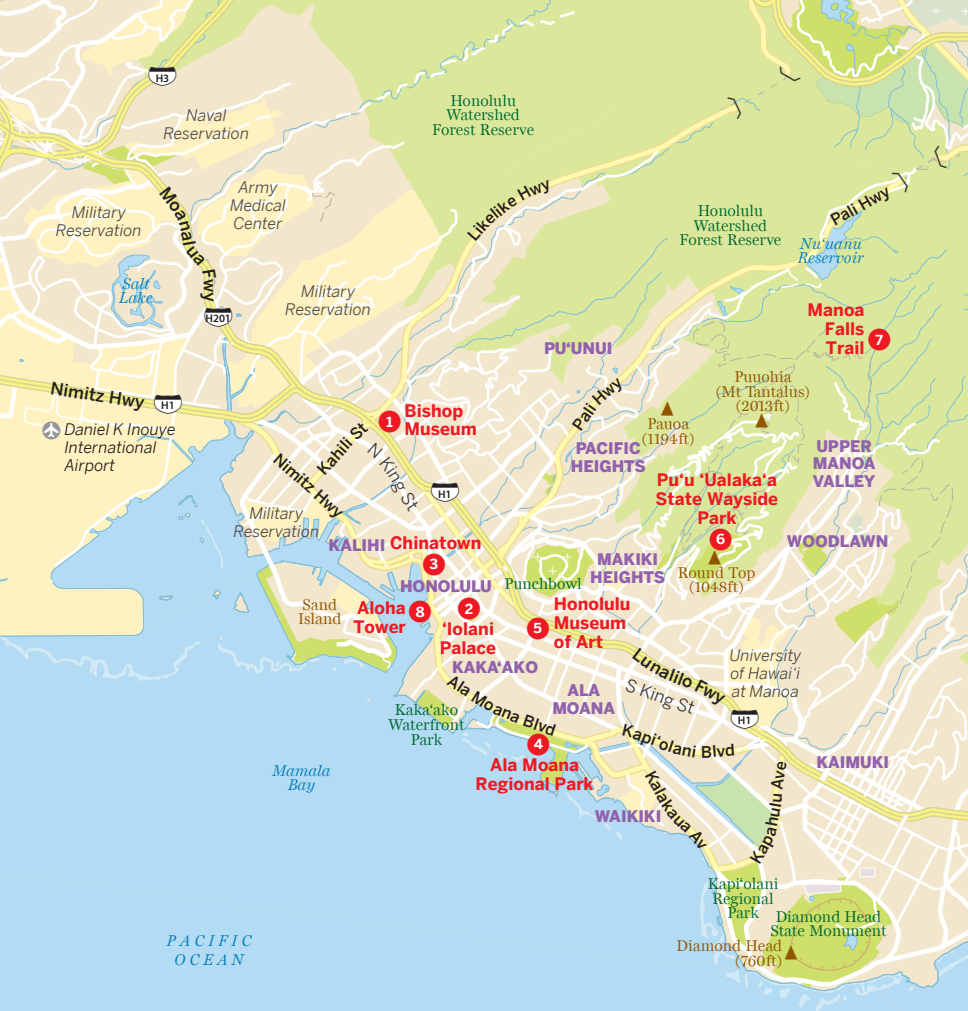 H3
Naval
Reservation
Honolulu
Watershed
Forest Reserve
Army
Medical
Center
Military
Reservation
Moanalua Fwy
Likelike Hwy
Pali Hwy
Honolulu
Watershed
Forest Reserve
Nu‘uanu
Reservoir
Salt
Lake
H201
Military
Reservation
Manoa
Falls
Trail
7
PU‘UNUI
Puuohia
(Mt Tantalus)
(2013ft)
Nimitz Hwy
H1
Daniel K Inouye
International
Airport
1
Bishop
Museum
Kahili St
N King St
Pali Hwy
Pauoa
(1194ft)
PACIFIC
HEIGHTS
UPPER
MANOA
VALLEY
Nimitz Hwy
H1
Pu‘u ‘Ualaka‘a
State Wayside
Park
6
Military
Reservation
KALIHI
Chinatown
3
WOODLAWN
HONOLULU
Punchbowl
MAKIKI
HEIGHTS
Round Top
(1048ft)
Sand
Island
Aloha
Tower
8
2
‘Iolani
Palace
5
Honolulu
Museum
of Art
KAKA‘AKO
Lunalilo Fwy
University
of Hawai‘i
at Manoa
Ala Moana Blvd
ALA
MOANA
S King St
H1
Kaka‘ako
Waterfront
Park
Kapi‘olani Blvd
4
Ala Moana
Regional Park
KAIMUKI
Mamala
Bay
Kalakaua Av
Kapahulu Ave
WAIKIKI
Kapi‘olani
Regional
Park
Diamond Head
State Monument
Diamond Head
(760ft)
PACIFIC
OCEAN